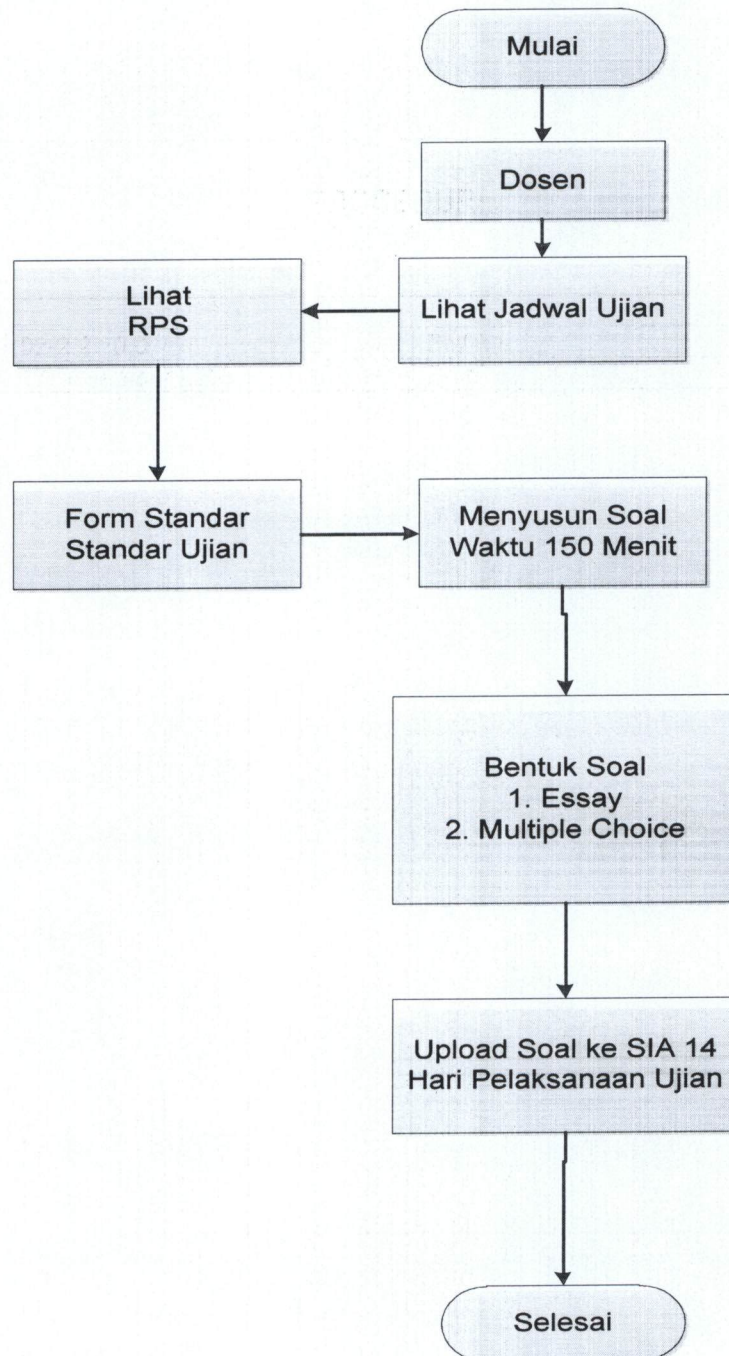 Mulai
Dosen
Lihat Jadwal Ujian
Lihat
RPS
Form Standar
Standar Ujian
Menyusun Soal
Waktu 150 Menit
Bentuk Soal
1. Essay
2. Multiple Choice
Upload Soal ke SIA 14
Hari Pelaksanaan Ujian
Selesai